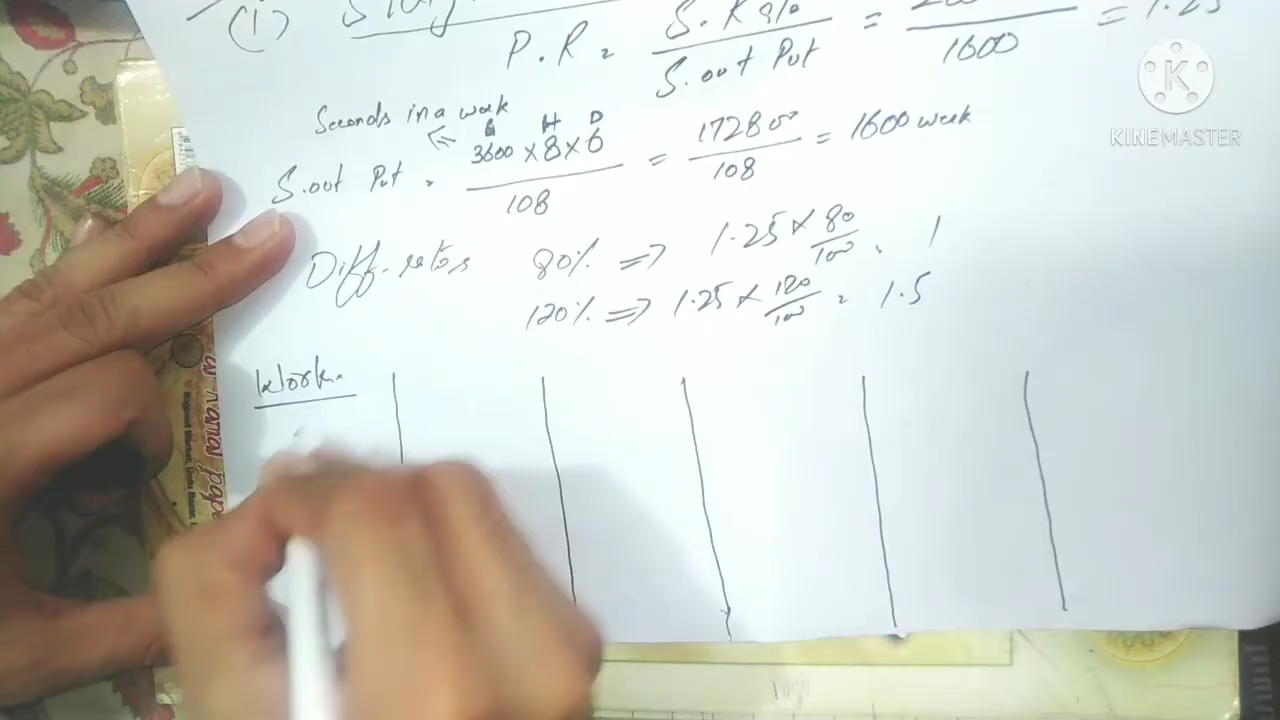 (i)
P.R = S. Rate / S. out Put = / 1600 = 1.25
Seconds in a week
S H D
S. out Put = 3600 × 8 × 6 / 108 = 172800 / 108 = 1600 week
Diff. rates 80% => 1.25 × 80 / 100 = 1
120% => 1.25 × 120 / 100 = 1.5
Work.
KINEMASTER